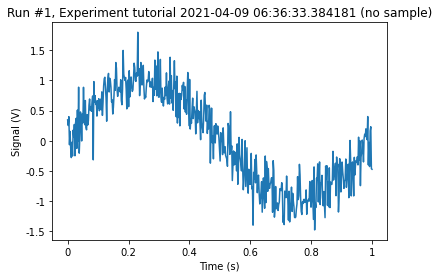 Run #1, Experiment tutorial 2021-04-09 06:36:33.384181 (no sample)
1.5
1
0.5
0
-0.5
-1
-1.5
Signal (V)
0 0.2 0.4 0.6 0.8 1
Time (s)